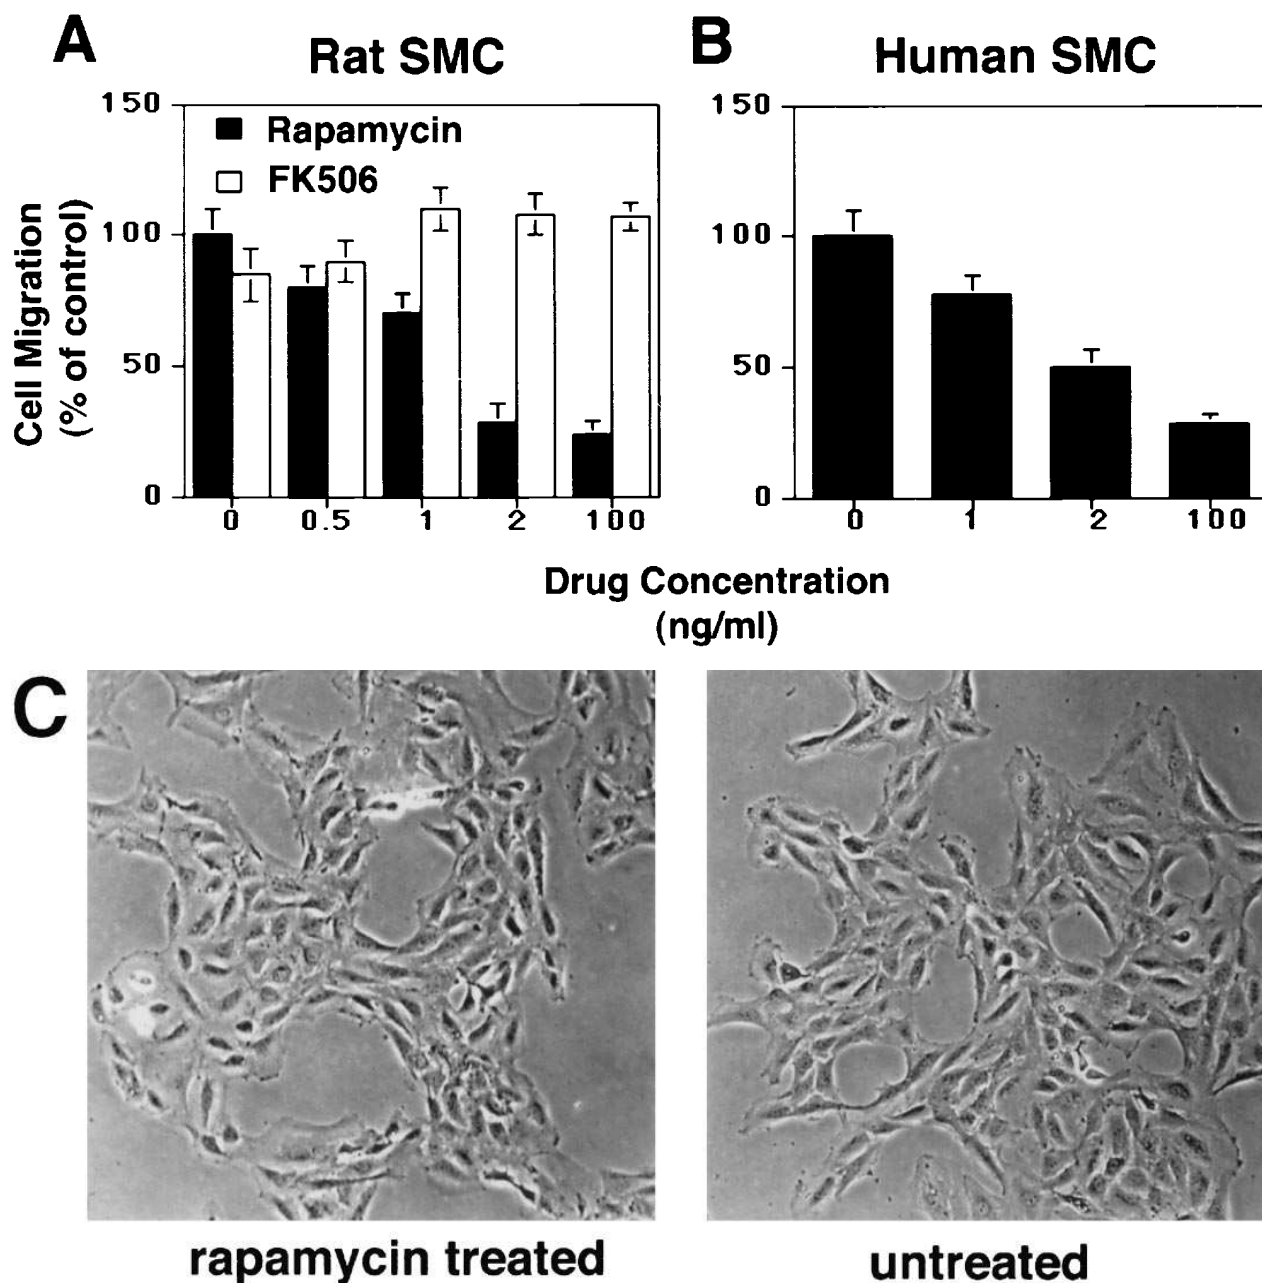 A
Rat SMC
150
100
50
0
Rapamycin
FK506
Cell Migration
(% of control)
0 0.5 1 2 100
B
Human SMC
150
100
50
0
0 1 2 100
Drug Concentration
(ng/ml)
C
rapamycin treated
untreated